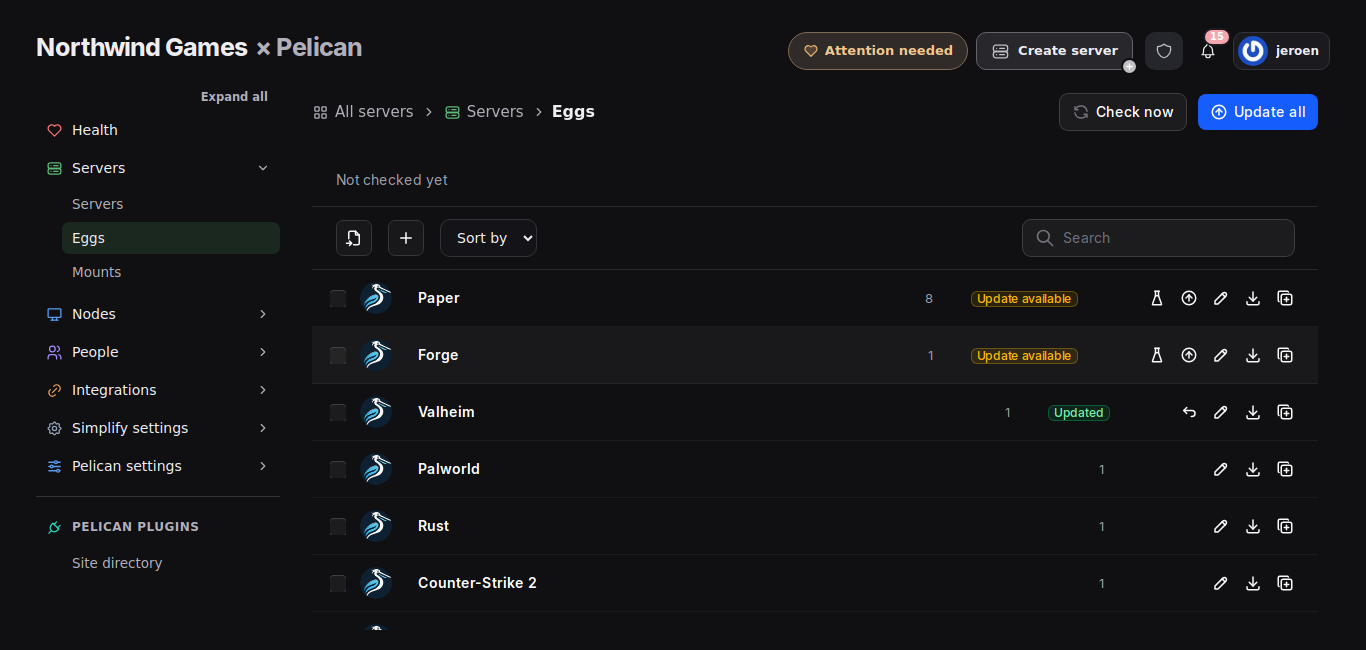 Northwind Games × Pelican
Attention needed
Create server
15
jeroen
Expand all
Health
Servers
Servers
Eggs
Mounts
Nodes
People
Integrations
Simplify settings
Pelican settings
PELICAN PLUGINS
Site directory
All servers > Servers > Eggs
Check now
Update all
Not checked yet
Sort by
Search
Paper 8 Update available
Forge 1 Update available
Valheim 1 Updated
Palworld 1
Rust 1
Counter-Strike 2 1